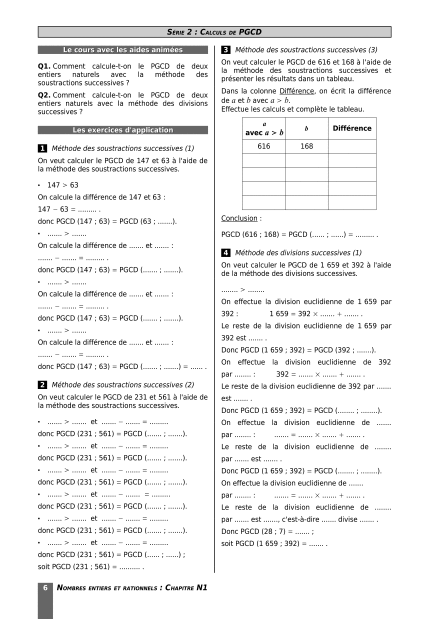 SÉRIE 2 : CALCULS DE PGCD
Le cours avec les aides animées
Q1. Comment calcule-t-on le PGCD de deux
entiers naturels avec la méthode des
soustractions successives ?
Q2. Comment calcule-t-on le PGCD de deux
entiers naturels avec la méthode des divisions
successives ?
Les exercices d'application
1 Méthode des soustractions successives (1)
On veut calculer le PGCD de 147 et 63 à l'aide de
la méthode des soustractions successives.
• 147 > 63
On calcule la différence de 147 et 63 :
147 − 63 = ......... .
donc PGCD (147 ; 63) = PGCD (63 ; .......).
• ....... > .......
On calcule la différence de ....... et ....... :
....... − ....... = ......... .
donc PGCD (147 ; 63) = PGCD (....... ; .......).
• ....... > .......
On calcule la différence de ....... et ....... :
....... − ....... = ......... .
donc PGCD (147 ; 63) = PGCD (....... ; .......).
• ....... > .......
On calcule la différence de ....... et ....... :
....... − ....... = ......... .
donc PGCD (147 ; 63) = PGCD (....... ; .......) = ...... .
2 Méthode des soustractions successives (2)
On veut calculer le PGCD de 231 et 561 à l'aide de
la méthode des soustractions successives.
• ....... > ....... et ....... − ....... = .........
donc PGCD (231 ; 561) = PGCD (....... ; .......).
• ....... > ....... et ....... − ....... = .........
donc PGCD (231 ; 561) = PGCD (....... ; .......).
• ....... > ....... et ....... − ....... = .........
donc PGCD (231 ; 561) = PGCD (....... ; .......).
• ....... > ....... et ....... − ....... = .........
donc PGCD (231 ; 561) = PGCD (....... ; .......).
• ....... > ....... et ....... − ....... = .........
donc PGCD (231 ; 561) = PGCD (...... ; ......) ;
soit PGCD (231 ; 561) = .......... .
3 Méthode des soustractions successives (3)
On veut calculer le PGCD de 616 et 168 à l'aide de
la méthode des soustractions successives et
présenter les résultats dans un tableau.
Dans la colonne Différence, on écrit la différence
de a et b avec a > b.
Effectue les calculs et complète le tableau.
a
avec a > b
b
Différence
616 168
Conclusion :
PGCD (616 ; 168) = PGCD (...... ; ......) = ......... .
4 Méthode des divisions successives (1)
On veut calculer le PGCD de 1 659 et 392 à l'aide
de la méthode des divisions successives.
........ > ........
On effectue la division euclidienne de 1 659 par
392 : 1 659 = 392 × ...... + ...... .
Le reste de la division euclidienne de 1 659 par
392 est ....... .
Donc PGCD (1 659 ; 392) = PGCD (392 ; .......).
On effectue la division euclidienne de 392
par ........ : 392 = ....... × ....... + ....... .
Le reste de la division euclidienne de 392 par .......
est ....... .
Donc PGCD (1 659 ; 392) = PGCD (........ ; ........).
On effectue la division euclidienne de .......
par ........ : ....... = ....... × ....... + ....... .
Le reste de la division euclidienne de .......
par ....... est ....... .
Donc PGCD (1 659 ; 392) = PGCD (........ ; ........).
On effectue la division euclidienne de .......
par ........ : ........ = ....... × ....... + ....... .
Le reste de la division euclidienne de .......
par ....... est ......., c'est-à-dire ....... divise ....... .
Donc PGCD (28 ; 7) = ....... ;
soit PGCD (1 659 ; 392) = ....... .
6 NOMBRES ENTIERS ET RATIONNELS : CHAPITRE N1